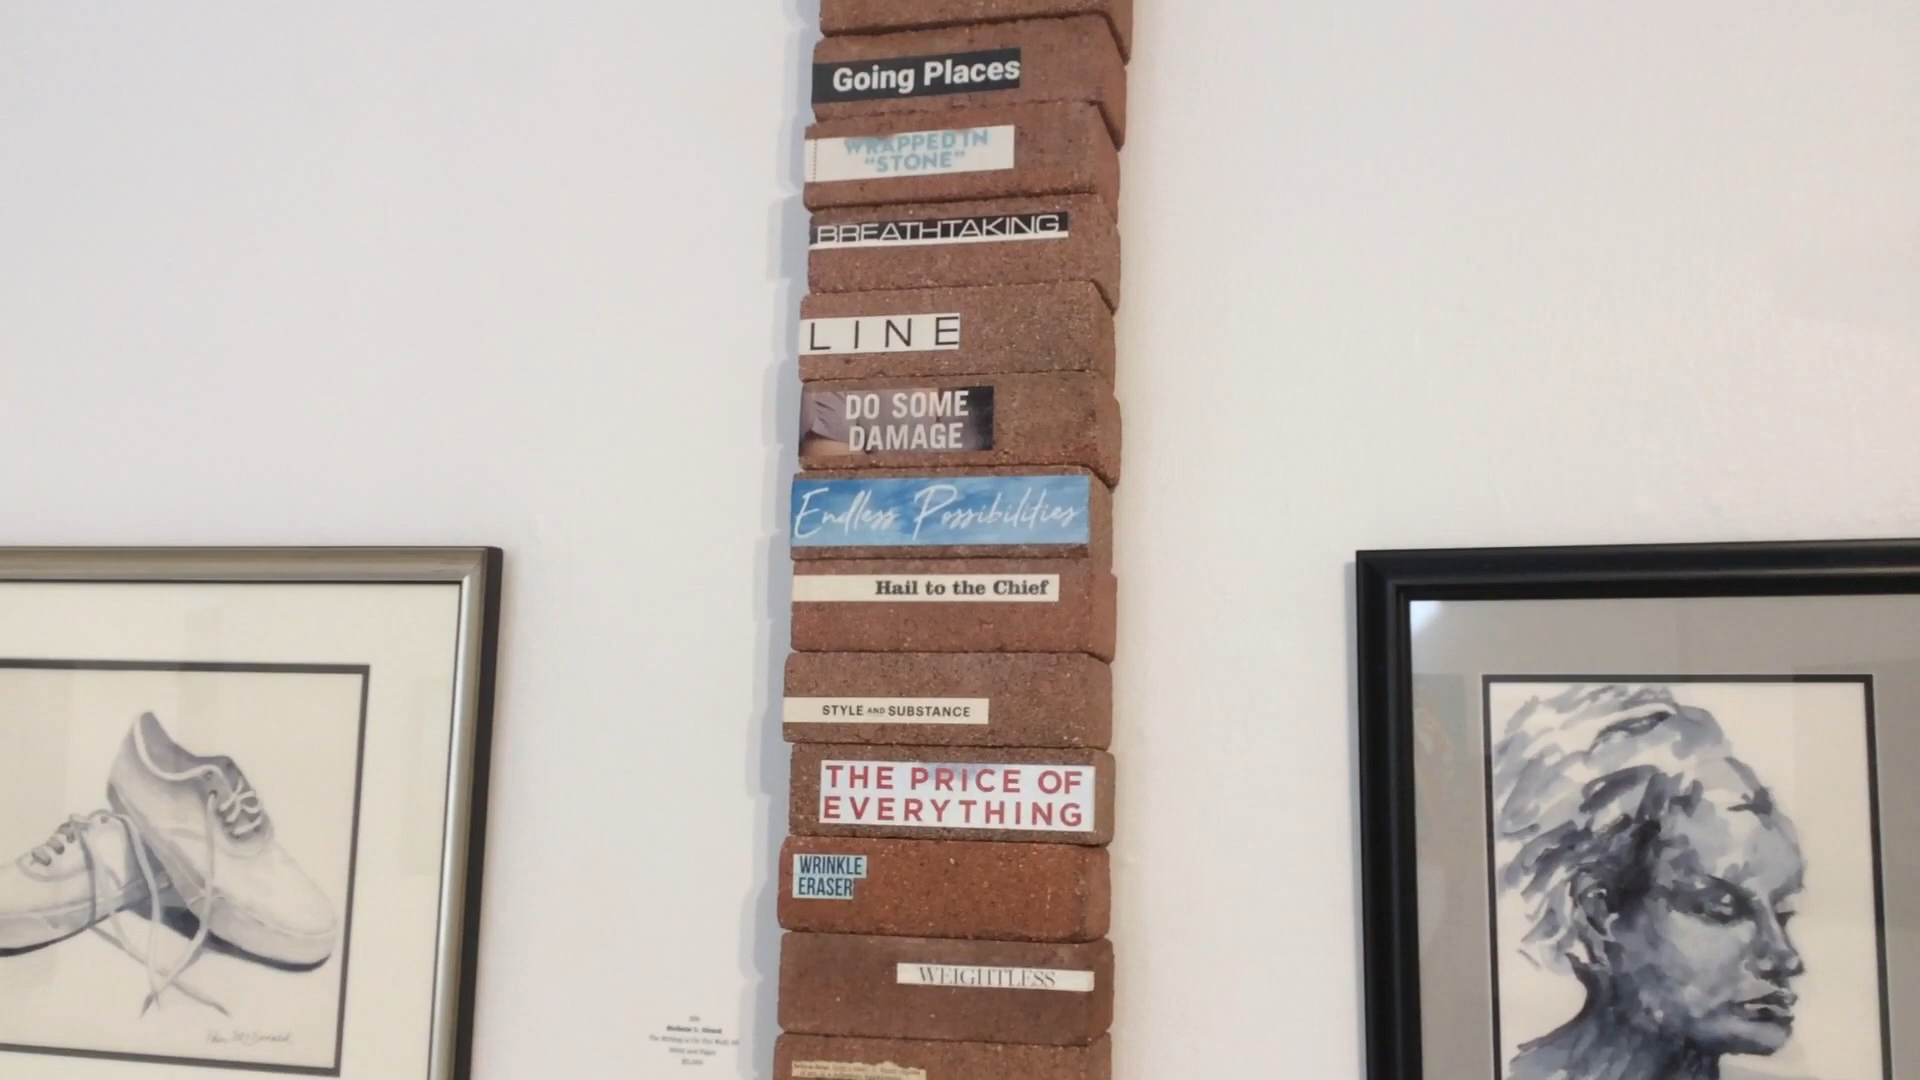 Going Places
WRAPPED IN
"STONE"
BREATHTAKING
LINE
DO SOME
DAMAGE
Endless Possibilities
Hail to the Chief
STYLE AND SUBSTANCE
THE PRICE OF
EVERYTHING
WRINKLE
ERASER
WEIGHTLESS